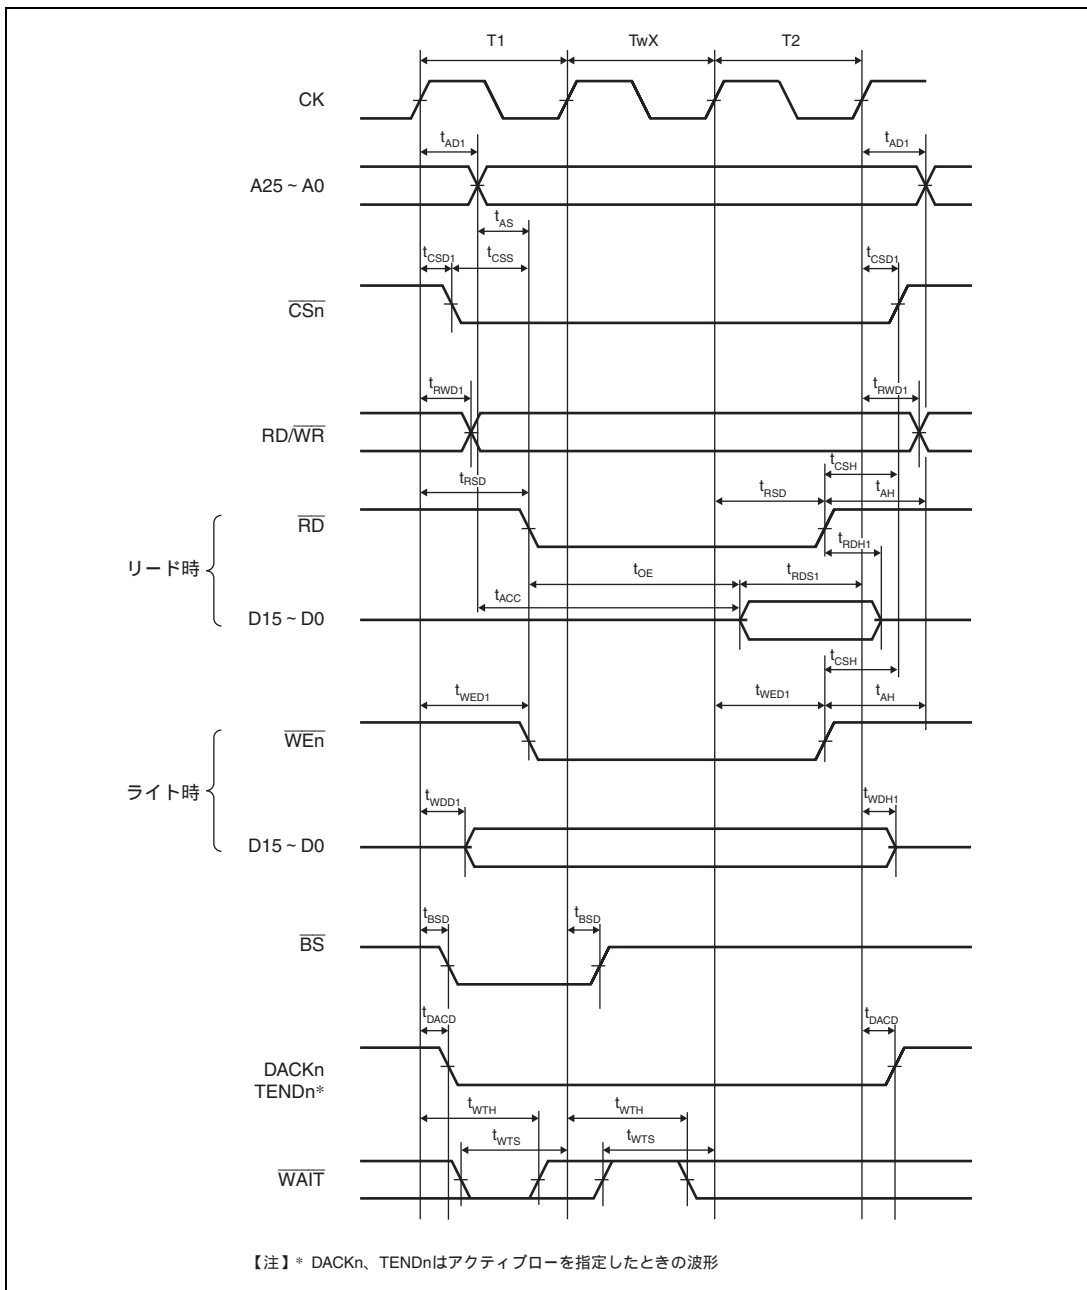 T1 TwX T2
CK
tAD1 tAD1
A25 ~ A0
tAS
tCSD1 tCSS tCSD1
CSn
tRWD1 tRWD1
RD/WR
tCSH
tRSD tRSD tAH
RD
tRDH1
リード時
tOE tRDS1
tACC
D15 ~ D0
tCSH
tWED1 tWED1 tAH
WEn
ライト時
tWDD1 tWDH1
D15 ~ D0
tBSD tBSD
BS
tDACD tDACD
DACKn
TENDn*
tWTH tWTH
tWTS tWTS
WAIT
【注】* DACKn、TENDnはアクティブローを指定したときの波形